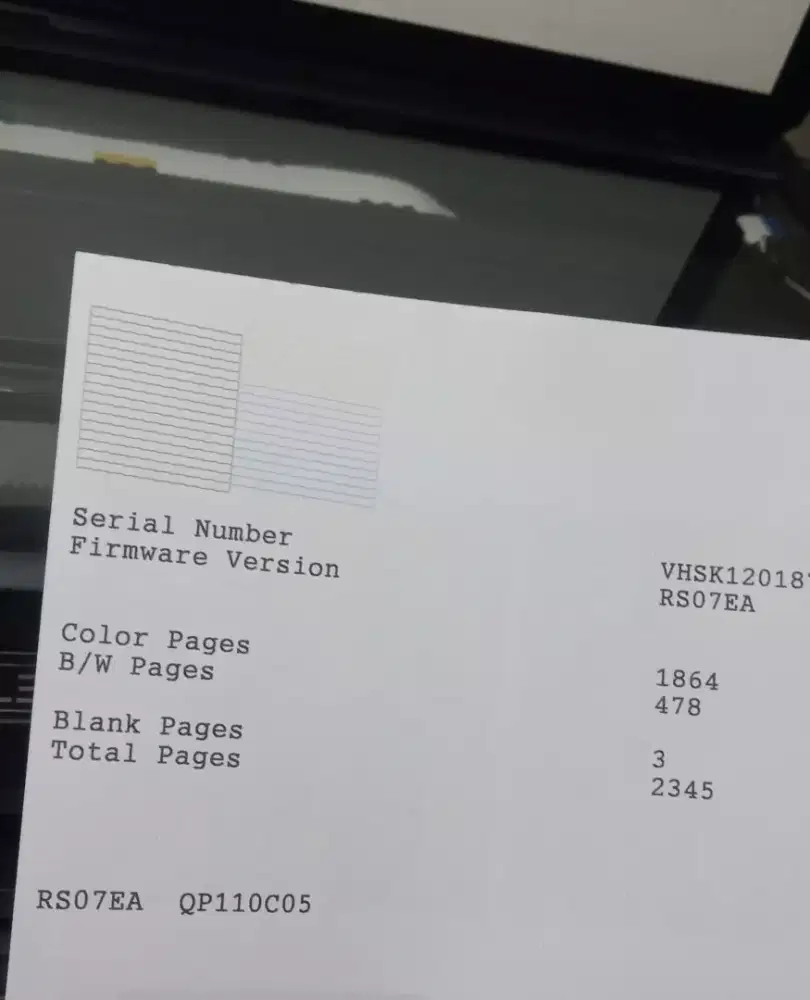 Serial Number
Firmware Version
VHSK12018
RS07EA
Color Pages
B/W Pages
1864
478
Blank Pages
Total Pages
3
2345
RS07EA QP110C05